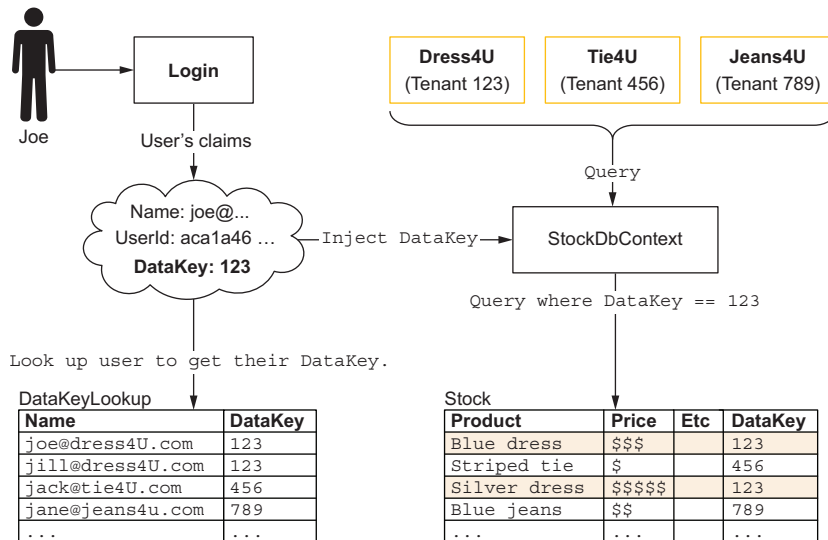 Joe
Login
Dress4U
(Tenant 123)
Tie4U
(Tenant 456)
Jeans4U
(Tenant 789)
User's claims
Query
Name: joe@...
UserId: aca1a46 …
DataKey: 123
Inject DataKey
StockDbContext
Query where DataKey == 123
Look up user to get their DataKey.
DataKeyLookup
Name DataKey
joe@dress4U.com 123
jill@dress4U.com 123
jack@tie4U.com 456
jane@jeans4u.com 789
... ...
Stock
Product Price Etc DataKey
Blue dress $$$ 123
Striped tie $ 456
Silver dress $$$$$ 123
Blue jeans $$ 789
... ... ...